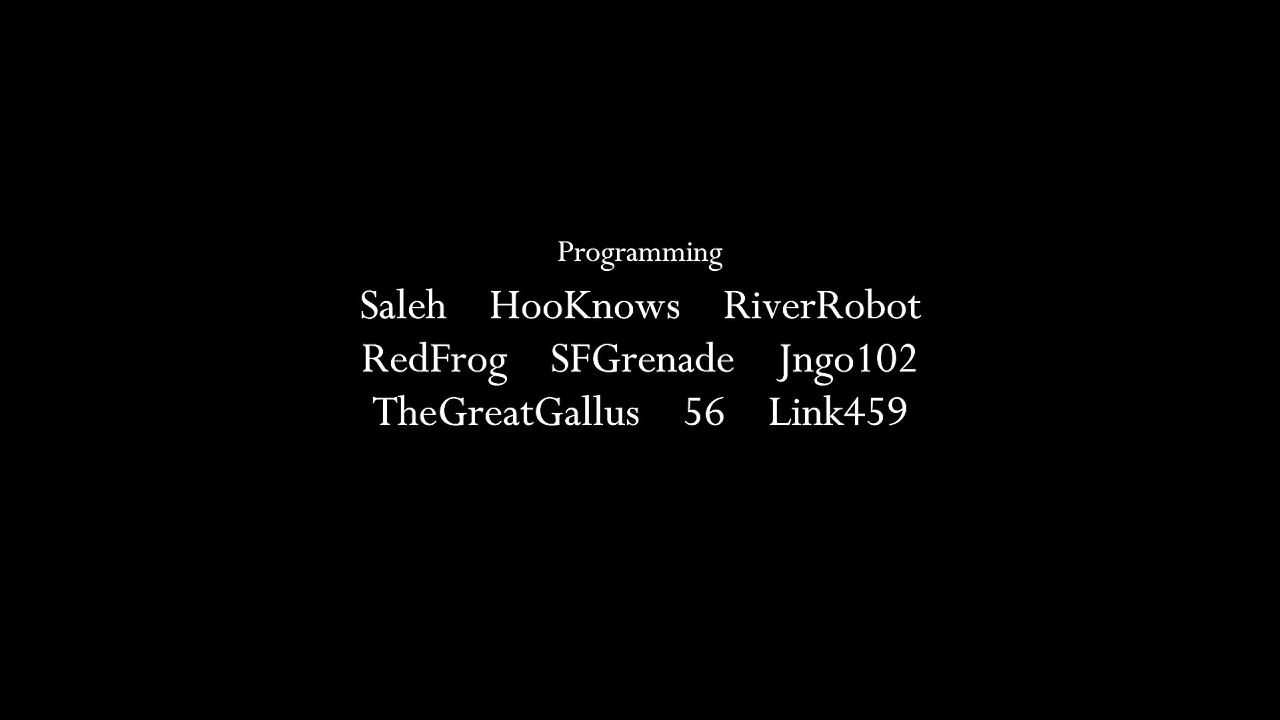 Programming
Saleh HooKnows RiverRobot
RedFrog SFGrenade Jngo102
TheGreatGallus 56 Link459